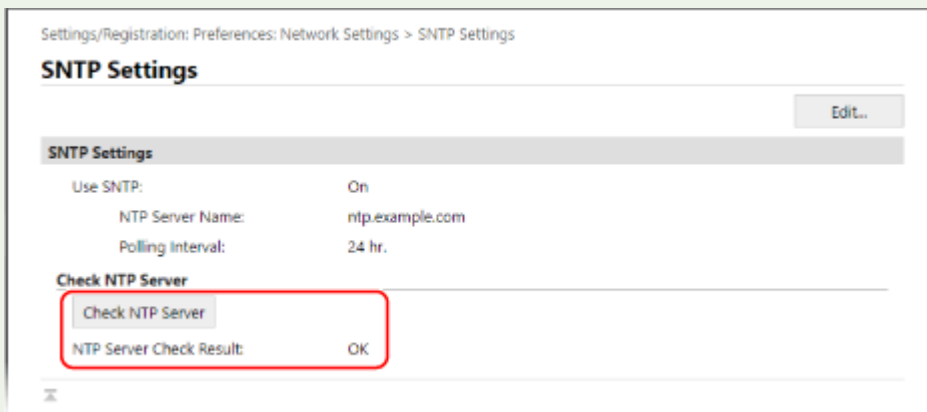 Settings/Registration: Preferences: Network Settings > SNTP Settings
SNTP Settings
Edit...
SNTP Settings
Use SNTP: On
NTP Server Name: ntp.example.com
Polling Interval: 24 hr.
Check NTP Server
Check NTP Server
NTP Server Check Result: OK